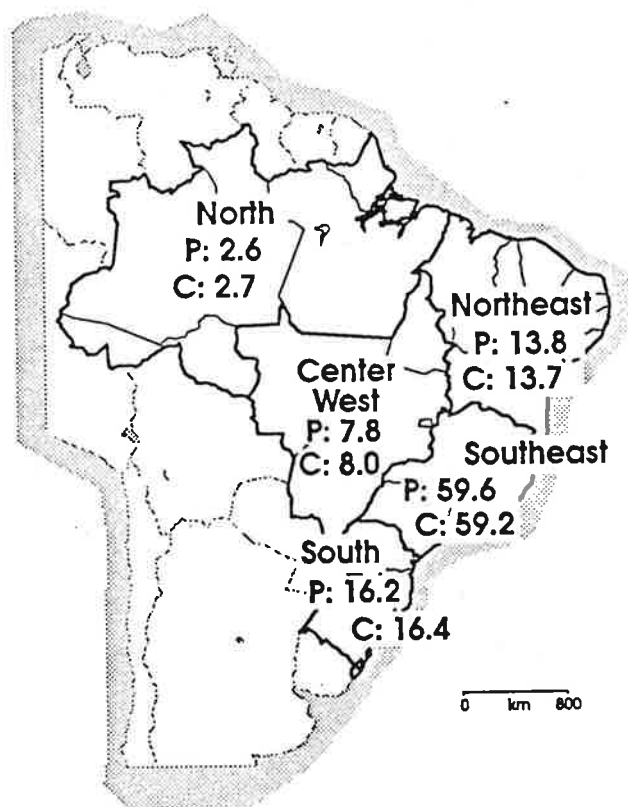 North
P: 2.6
C: 2.7
Northeast
P: 13.8
C: 13.7
Center
West
P: 7.8
C: 8.0
Southeast
P: 59.6
C: 59.2
South
P: 16.2
C: 16.4
0 km 800